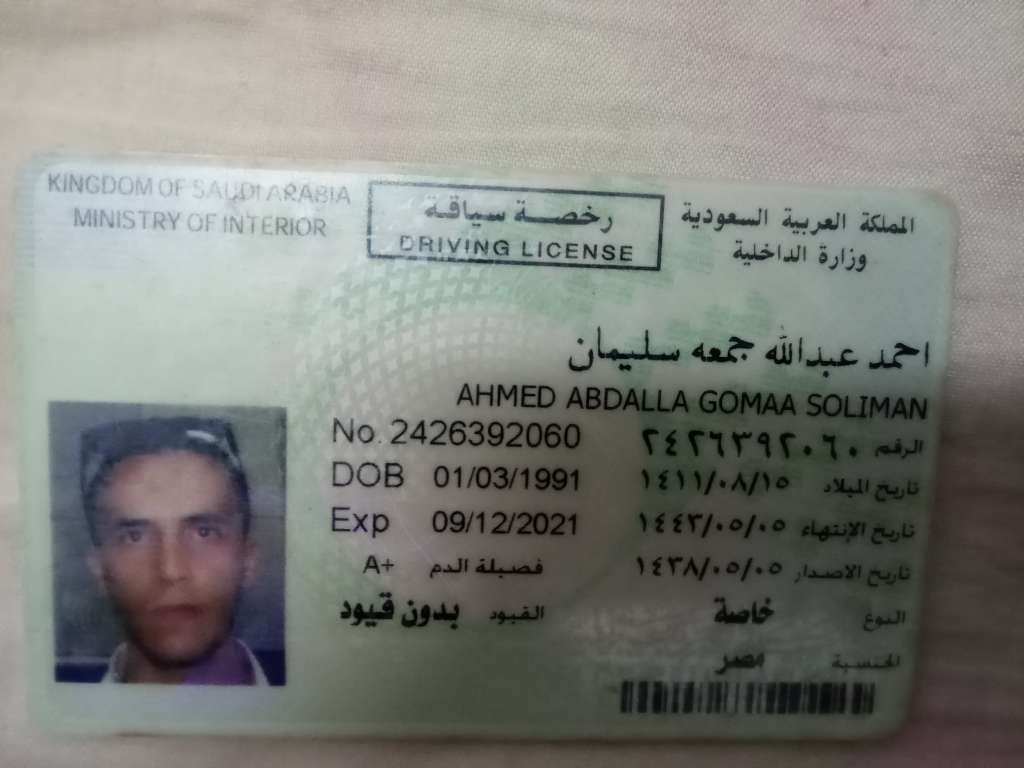 KINGDOM OF SAUDI ARABIA
MINISTRY OF INTERIOR
رخصة سياقة
DRIVING LICENSE
المملكة العربية السعودية
وزارة الداخلية
احمد عبدالله جمعه سليمان
AHMED ABDALLA GOMAA SOLIMAN
No. 2426392060 الرقم ٢٤٢٦٣٩٢٠٦٠
DOB 01/03/1991 تاريخ الميلاد ١٤١١/٠٨/١٥
Exp 09/12/2021 تاريخ الإنتهاء ١٤٤٣/٠٥/٠٥
فصيلة الدم A+ تاريخ الاصدار ١٤٣٨/٠٥/٠٥
القيود بدون قيود النوع خاصة
الجنسية مصر